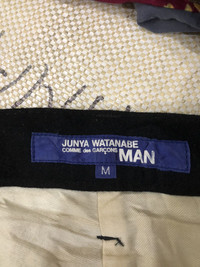 JUNYA WATANABE
COMME des GARÇONS MAN
M